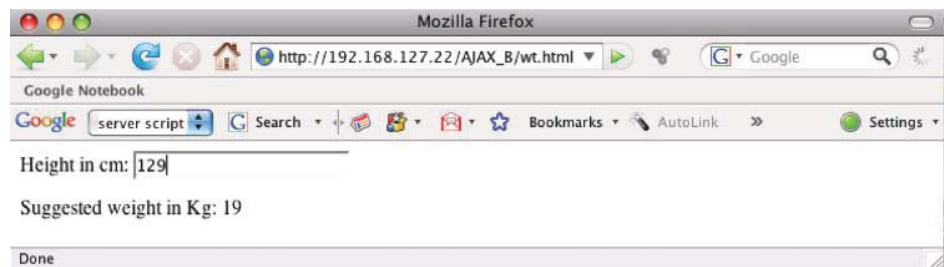 Mozilla Firefox
http://192.168.127.22/AJAX_B/wt.html G Google
Google Notebook
Google server script G Search Bookmarks AutoLink » Settings
Height in cm: 129
Suggested weight in Kg: 19
Done